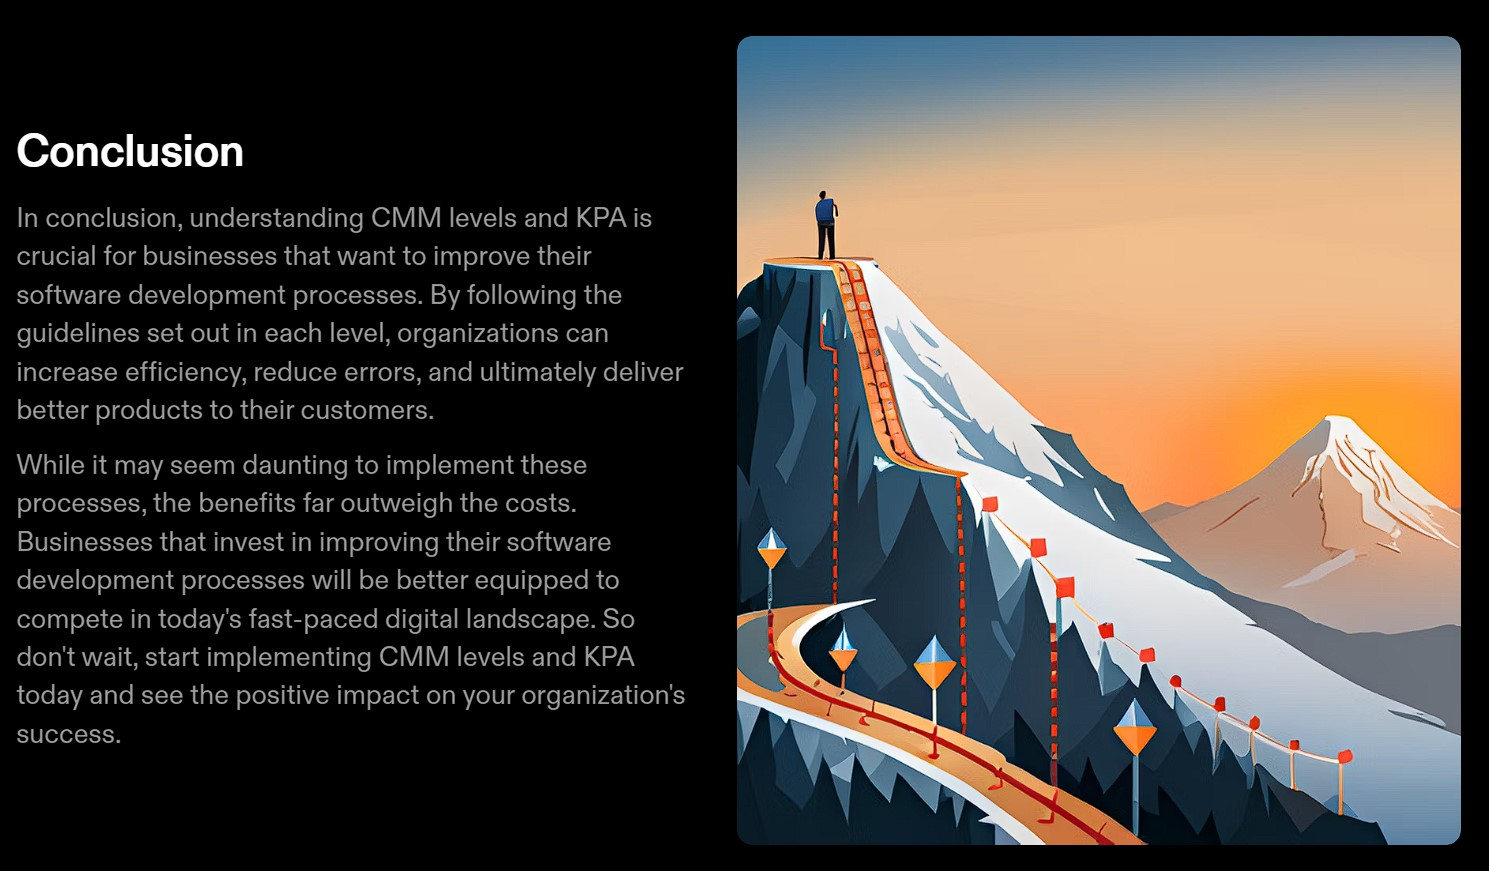 Conclusion
In conclusion, understanding CMM levels and KPA is
crucial for businesses that want to improve their
software development processes. By following the
guidelines set out in each level, organizations can
increase efficiency, reduce errors, and ultimately deliver
better products to their customers.
While it may seem daunting to implement these
processes, the benefits far outweigh the costs.
Businesses that invest in improving their software
development processes will be better equipped to
compete in today's fast-paced digital landscape. So
don't wait, start implementing CMM levels and KPA
today and see the positive impact on your organization's
success.